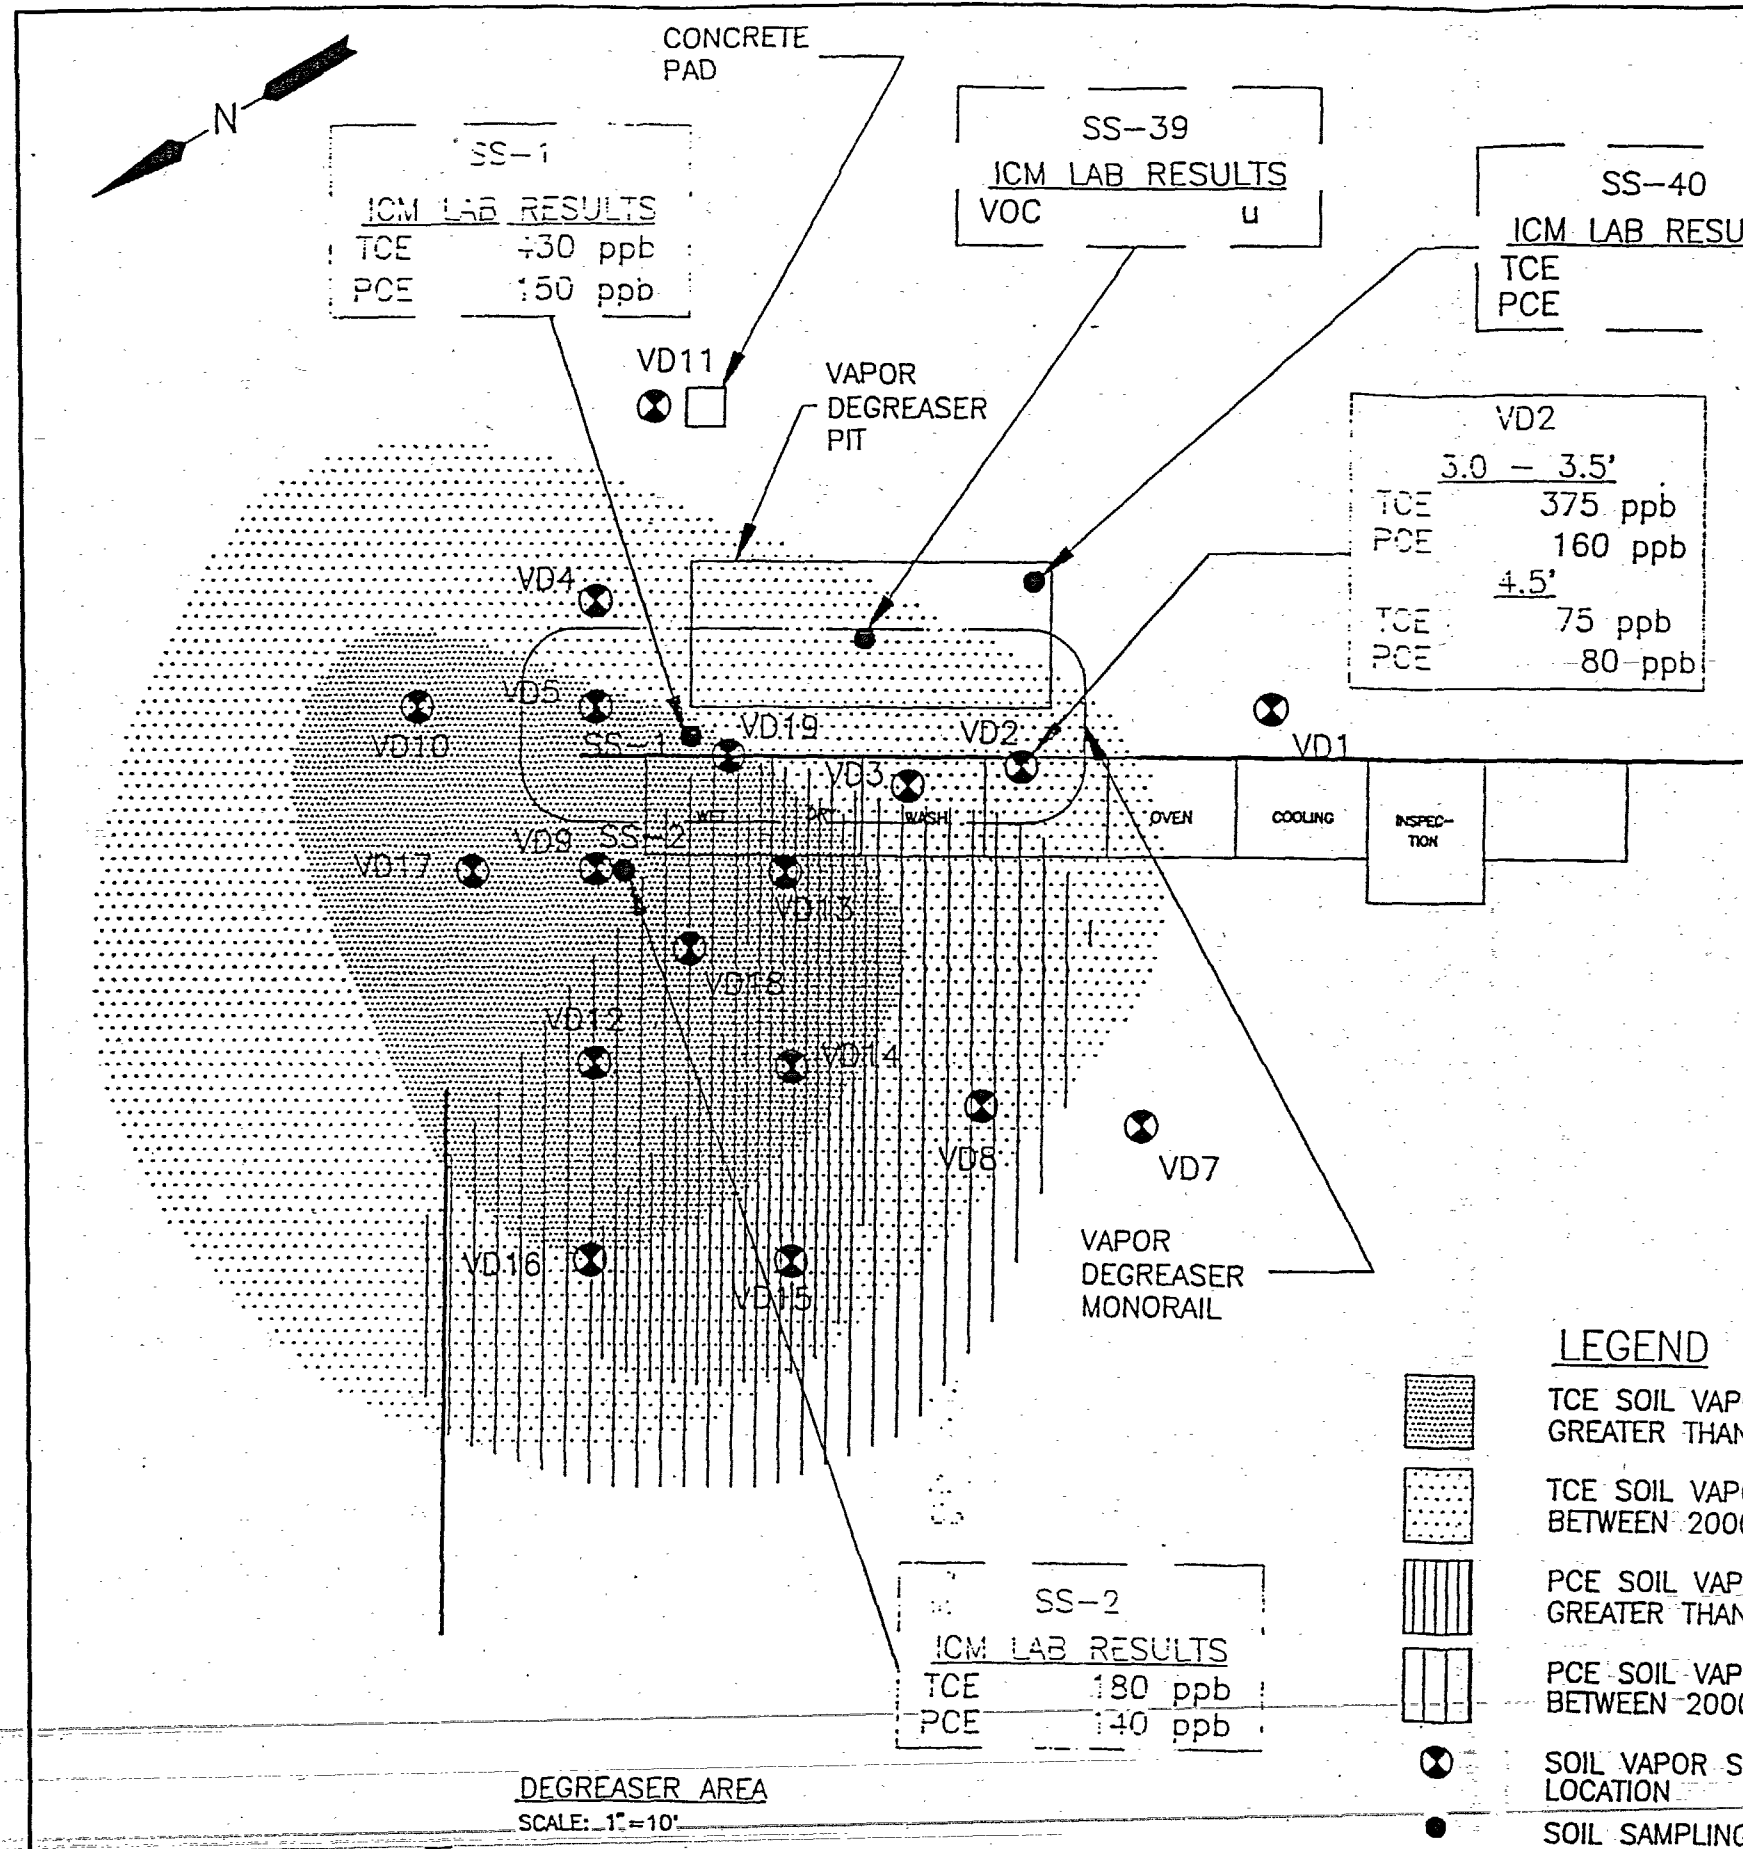 CONCRETE
PAD
N
SS-1
ICM LAB RESULTS
TCE 430 ppb
PCE 150 ppb
SS-39
ICM LAB RESULTS
VOC u
SS-40
ICM LAB RESU
TCE
PCE
VD11
VAPOR
DEGREASER
PIT
VD2
3.0 - 3.5'
TCE 375 ppb
PCE 160 ppb
4.5'
TCE 75 ppb
PCE 80 ppb
VD4
VD5
VD10
SS-1
VD19
VD2
VD1
VD3
WET
DRY
WASH
OVEN
COOLING
INSPEC-
TION
VD9
SS-2
VD17
VD13
VD18
VD12
VD14
VD8
VD7
VD16
VD15
VAPOR
DEGREASER
MONORAIL
LEGEND
TCE SOIL VAP
GREATER THAN
TCE SOIL VAP
BETWEEN 200
PCE SOIL VAP
GREATER THAN
PCE SOIL VAP
BETWEEN 200
SOIL VAPOR S
LOCATION
SOIL SAMPLING
SS-2
ICM LAB RESULTS
TCE 180 ppb
PCE 140 ppb
DEGREASER AREA
SCALE: 1"=10'